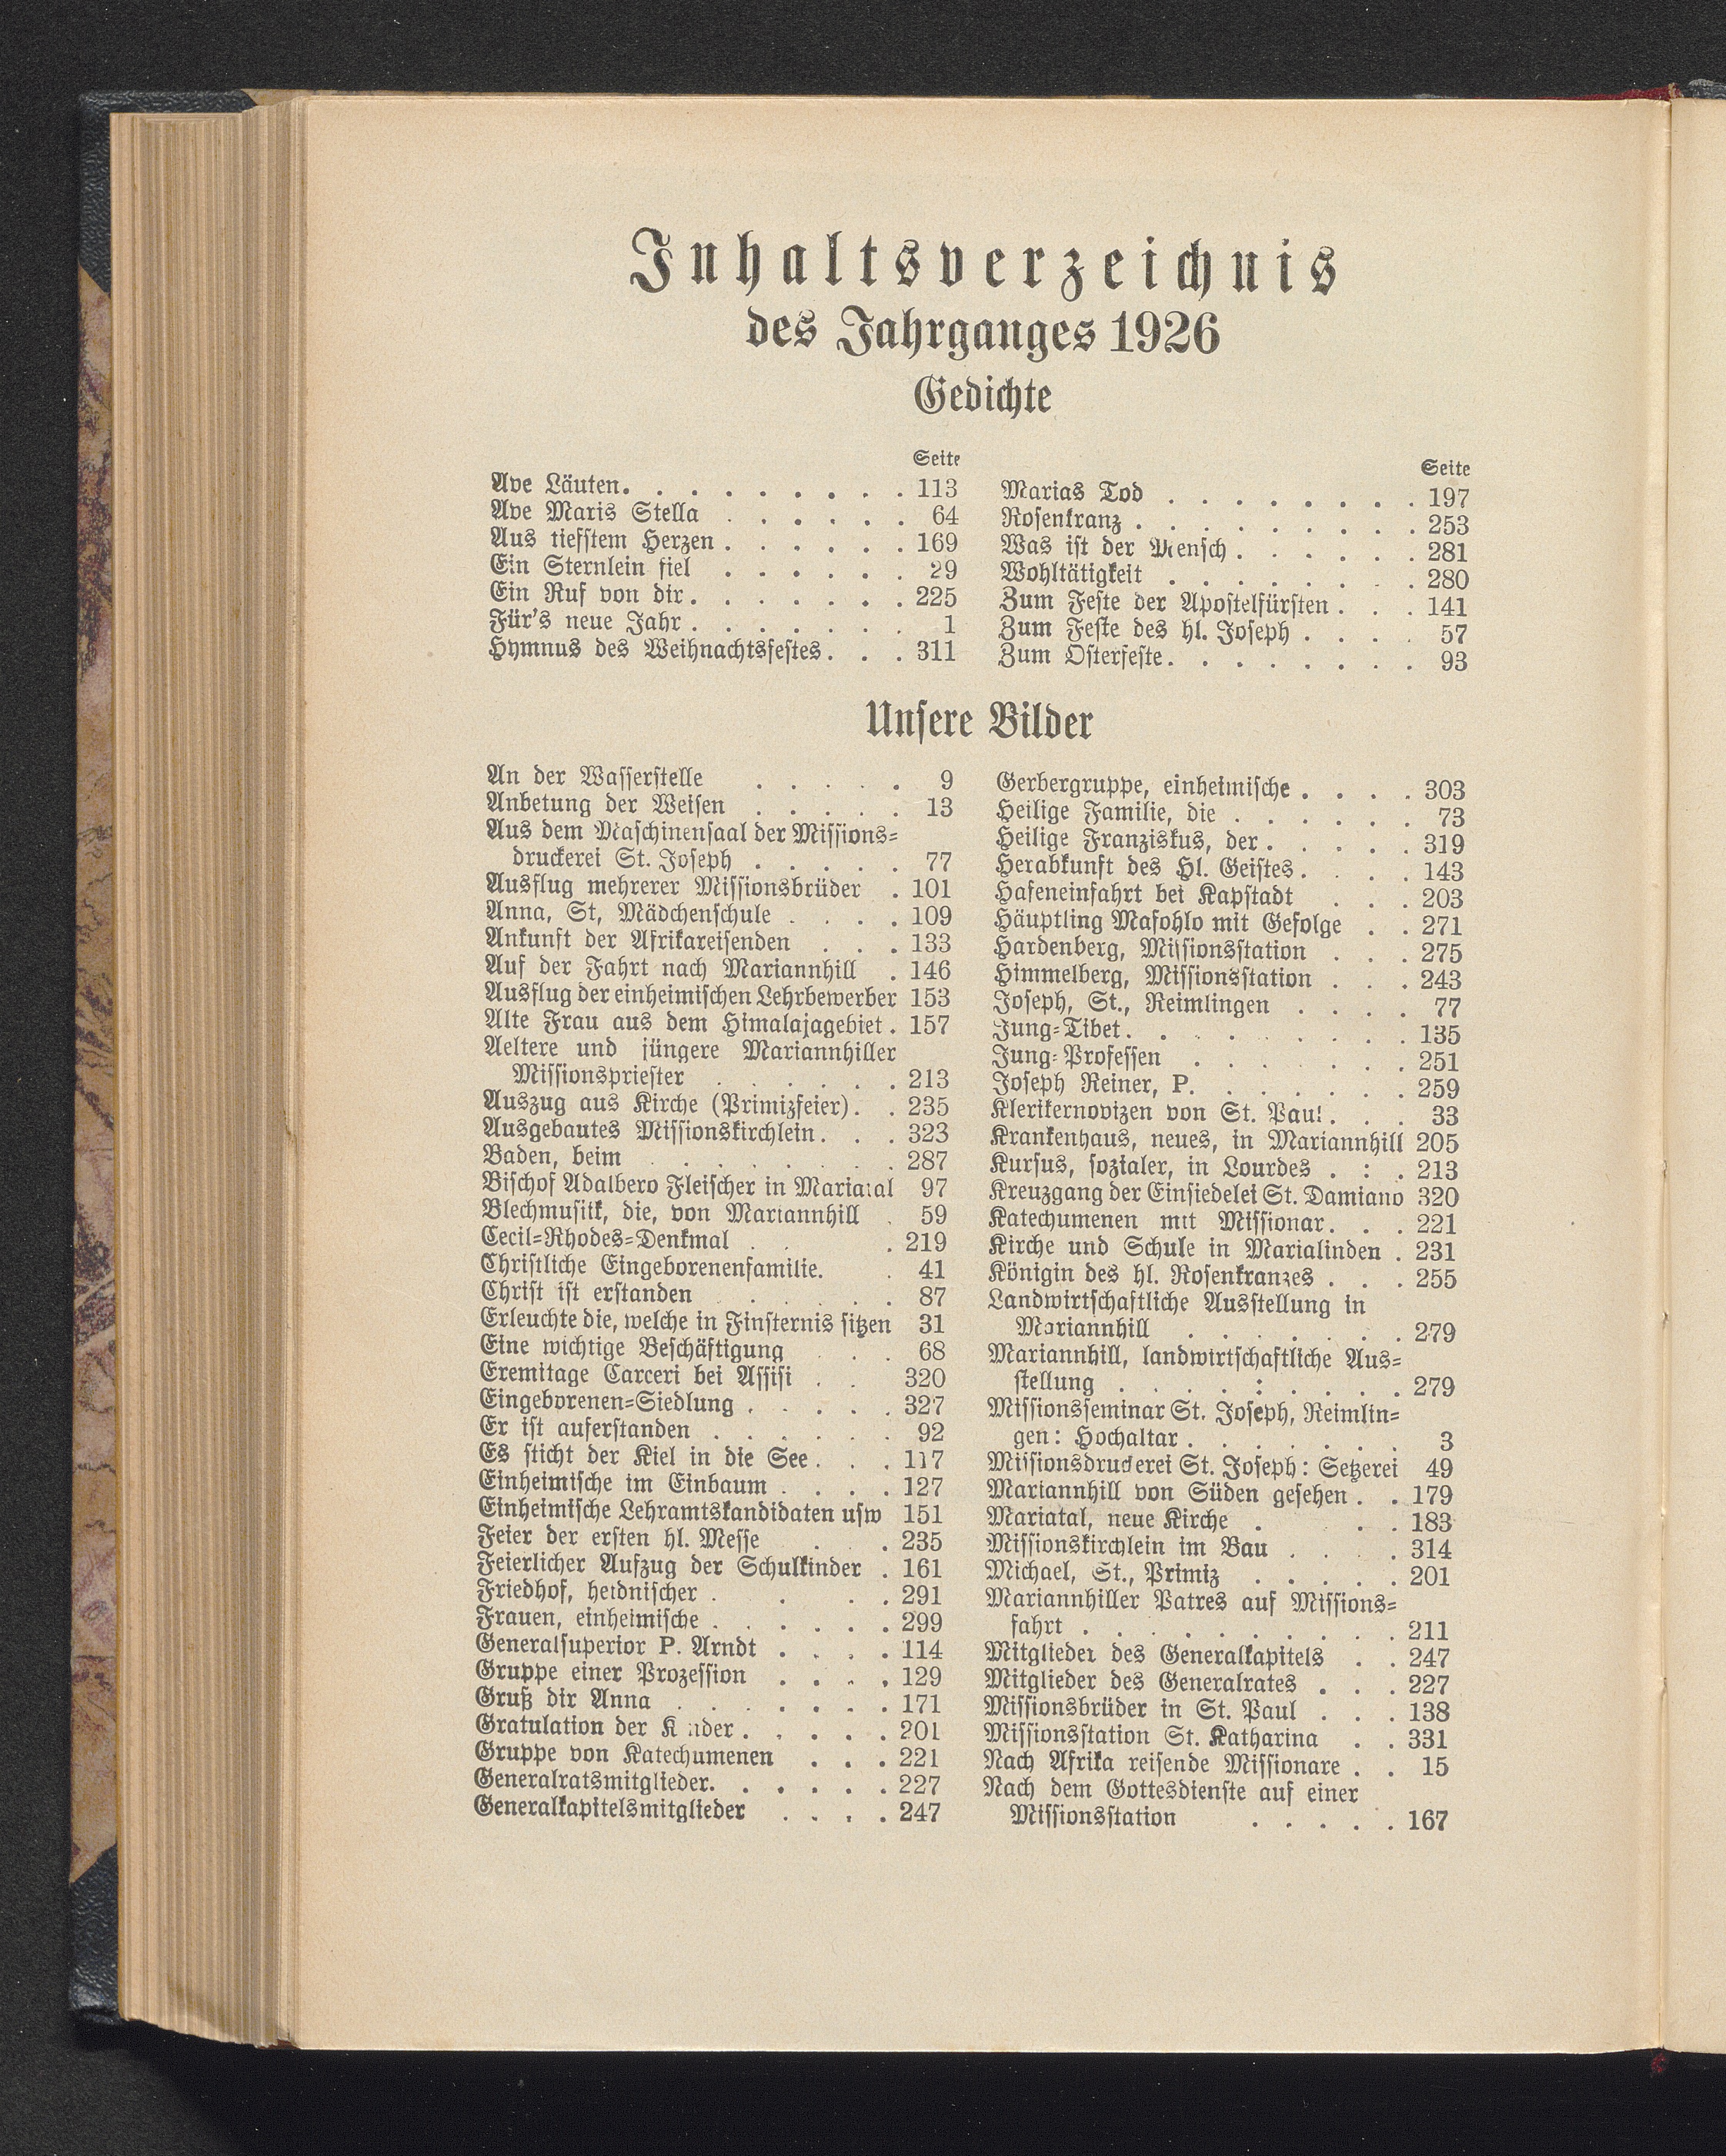 Inhaltsverzeichnis
des Jahrganges 1926
Gedichte
Seite
Ave Läuten. . . . . . . . . . 113
Ave Maris Stella . . . . . . 64
Aus tiefstem Herzen . . . . . . 169
Ein Sternlein fiel . . . . . . 29
Ein Ruf von dir. . . . . . . . 225
Für's neue Jahr . . . . . . . 1
Hymnus des Weihnachtsfestes. . . 311
Seite
Marias Tod . . . . . . . . 197
Rosenkranz . . . . . . . . . 253
Was ist der Mensch . . . . . . 281
Wohltätigkeit . . . . . . . . 280
Zum Feste der Apostelfürsten . . . 141
Zum Feste des hl. Joseph . . . . 57
Zum Osterfeste. . . . . . . . 93
Unsere Bilder
An der Wasserstelle . . . . . 9
Anbetung der Weisen . . . . . 13
Aus dem Maschinensaal der Missions-
druckerei St. Joseph . . . . . 77
Ausflug mehrerer Missionsbrüder . 101
Anna, St, Mädchenschule . . . . 109
Ankunft der Afrikareisenden . . . 133
Auf der Fahrt nach Mariannhill . 146
Ausflug der einheimischen Lehrbewerber 153
Alte Frau aus dem Himalajagebiet . 157
Aeltere und jüngere Mariannhiller
Missionspriester . . . . . . 213
Auszug aus Kirche (Primizfeier). . 235
Ausgebautes Missionskirchlein. . . 323
Baden, beim . . . . . . . 287
Bischof Adalbero Fleischer in Mariatal 97
Blechmusik, die, von Mariannhill . 59
Cecil-Rhodes-Denkmal . . . 219
Christliche Eingeborenenfamilie. . 41
Christ ist erstanden . . . . . 87
Erleuchte die, welche in Finsternis sitzen 31
Eine wichtige Beschäftigung . . . 68
Eremitage Carceri bei Assisi . . 320
Eingeborenen-Siedlung . . . . . 327
Er ist auferstanden . . . . . . 92
Es sticht der Kiel in die See . . . 117
Einheimische im Einbaum . . . . 127
Einheimische Lehramtskandidaten usw 151
Feier der ersten hl. Messe . . . 235
Feierlicher Aufzug der Schulkinder . 161
Friedhof, heidnischer . . . . 291
Frauen, einheimische . . . . . . 299
Generalsuperior P. Arndt . . . . 114
Gruppe einer Prozession . . . . 129
Gruß dir Anna . . . . . . . 171
Gratulation der K nder . . . . . 201
Gruppe von Katechumenen . . . 221
Generalratsmitglieder. . . . . . 227
Generalkapitelsmitglieder . . . . 247
Gerbergruppe, einheimische . . . . 303
Heilige Familie, die . . . . . . 73
Heilige Franziskus, der . . . . . 319
Herabkunft des Hl. Geistes . . . . 143
Hafeneinfahrt bei Kapstadt . . . 203
Häuptling Mafohlo mit Gefolge . . 271
Hardenberg, Missionsstation . . . 275
Himmelberg, Missionsstation . . . 243
Joseph, St., Reimlingen . . . . 77
Jung-Tibet . . . . . . . . . 135
Jung-Professen . . . . . . . 251
Joseph Reiner, P. . . . . . . . 259
Klerikernovizen von St. Paul . . . 33
Krankenhaus, neues, in Mariannhill 205
Kursus, sozialer, in Lourdes . : . 213
Kreuzgang der Einsiedelei St. Damiano 320
Katechumenen mit Missionar . . . 221
Kirche und Schule in Marialinden . 231
Königin des hl. Rosenkranzes . . . 255
Landwirtschaftliche Ausstellung in
Mariannhill . . . . . . . 279
Mariannhill, landwirtschaftliche Aus-
stellung . . . . : . . . . 279
Missionsseminar St. Joseph, Reimlin-
gen: Hochaltar . . . . . . . 3
Missionsdruckerei St. Joseph: Setzerei 49
Mariannhill von Süden gesehen . . 179
Mariatal, neue Kirche . . . 183
Missionskirchlein im Bau . . . . 314
Michael, St., Primiz . . . . . 201
Mariannhiller Patres auf Missions-
fahrt . . . . . . . . . . 211
Mitglieder des Generalkapitels . . 247
Mitglieder des Generalrates . . . 227
Missionsbrüder in St. Paul . . . 138
Missionsstation St. Katharina . . 331
Nach Afrika reisende Missionare . . 15
Nach dem Gottesdienste auf einer
Missionsstation . . . . . 167